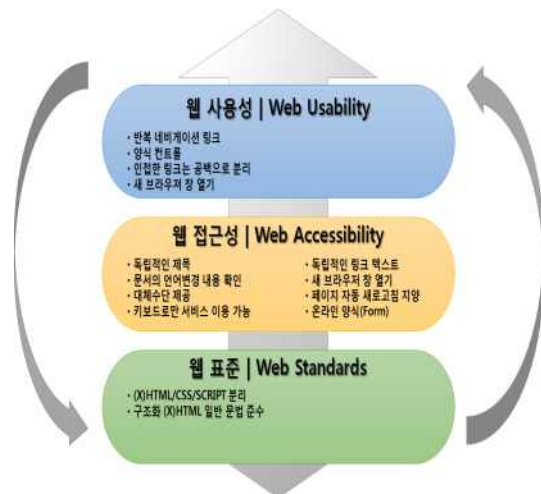 웹 사용성 | Web Usability
• 반복 네비게이션 링크
• 양식 컨트롤
• 인접한 링크는 공백으로 분리
• 새 브라우저 창 열기
웹 접근성 | Web Accessibility
• 독립적인 제목
• 문서의 언어변경 내용 확인
• 대체수단 제공
• 키보드로만 서비스 이용 가능
• 독립적인 링크 텍스트
• 새 브라우저 창 열기
• 페이지 자동 새로고침 지양
• 온라인 양식(Form)
웹 표준 | Web Standards
• (X)HTML/CSS/SCRIPT 분리
• 구조화 (X)HTML 일반 문법 준수